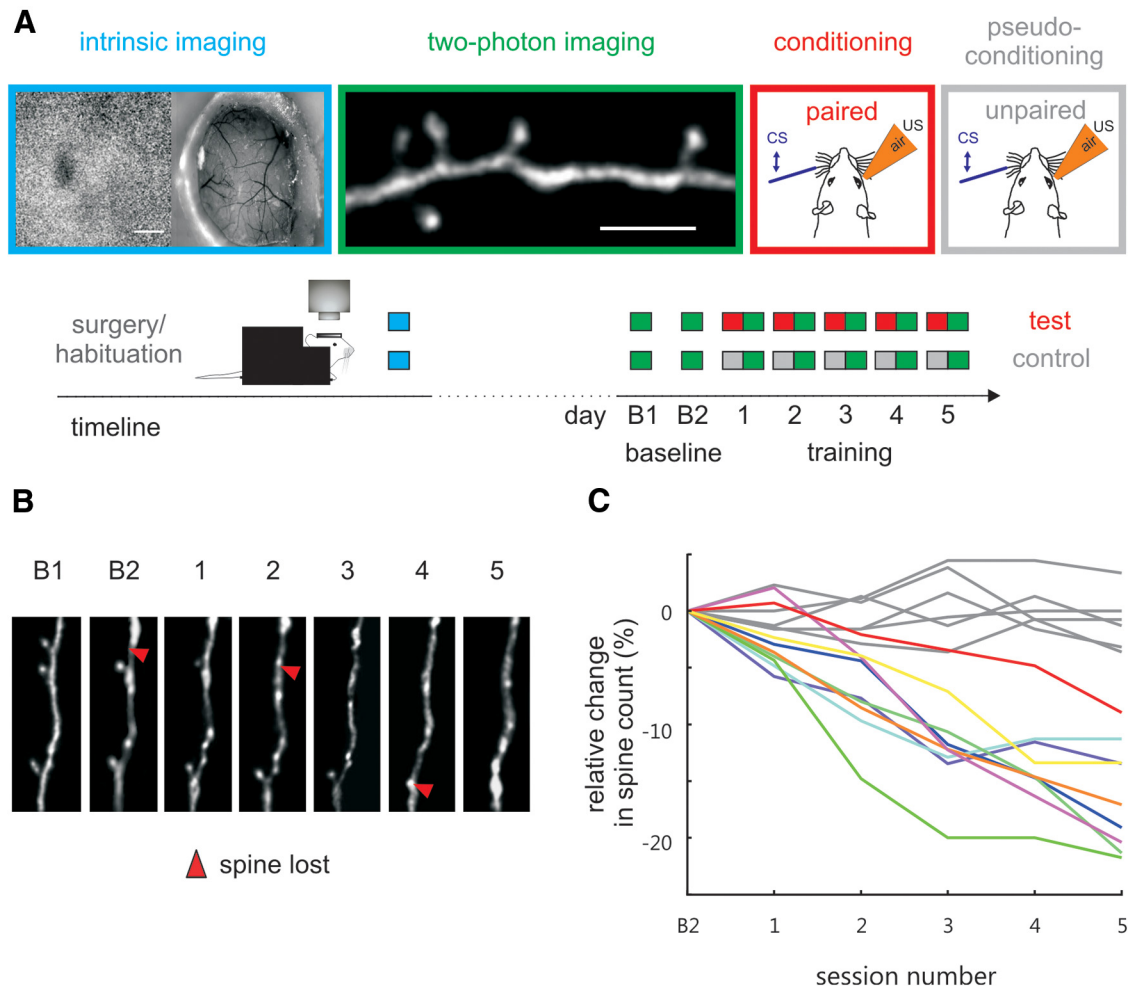 A
intrinsic imaging
two-photon imaging
conditioning
pseudo-
conditioning
paired
CS
US
air
unpaired
CS
US
air
surgery/
habituation
test
control
timeline
day
B1 B2 1 2 3 4 5
baseline
training
B
B1 B2 1 2 3 4 5
spine lost
C
relative change
in spine count (%)
0
-10
-20
B2 1 2 3 4 5
session number